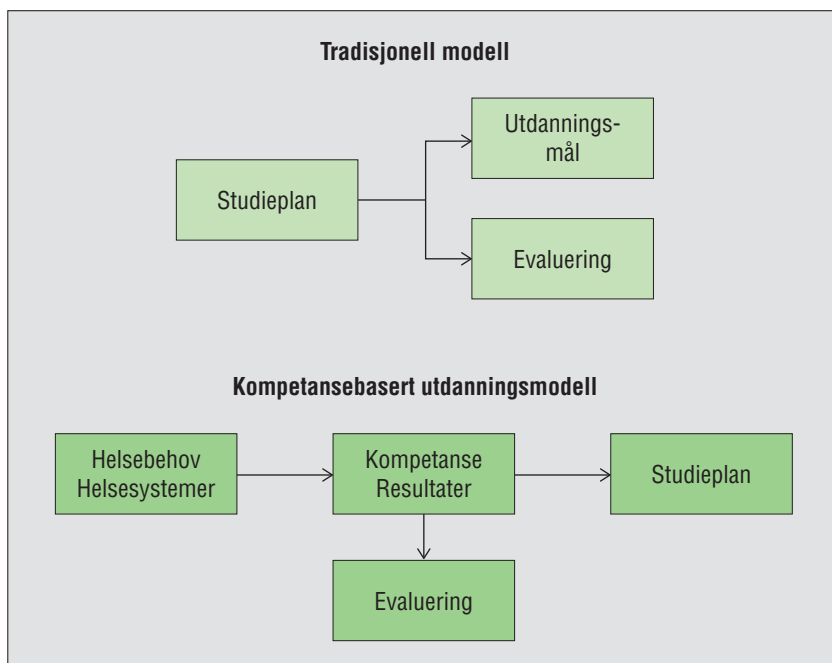 Tradisjonell modell
Utdannings-
mål
Studieplan
Evaluering
Kompetansebasert utdanningsmodell
Helsebehov
Helsesystemer
Kompetanse
Resultater
Studieplan
Evaluering